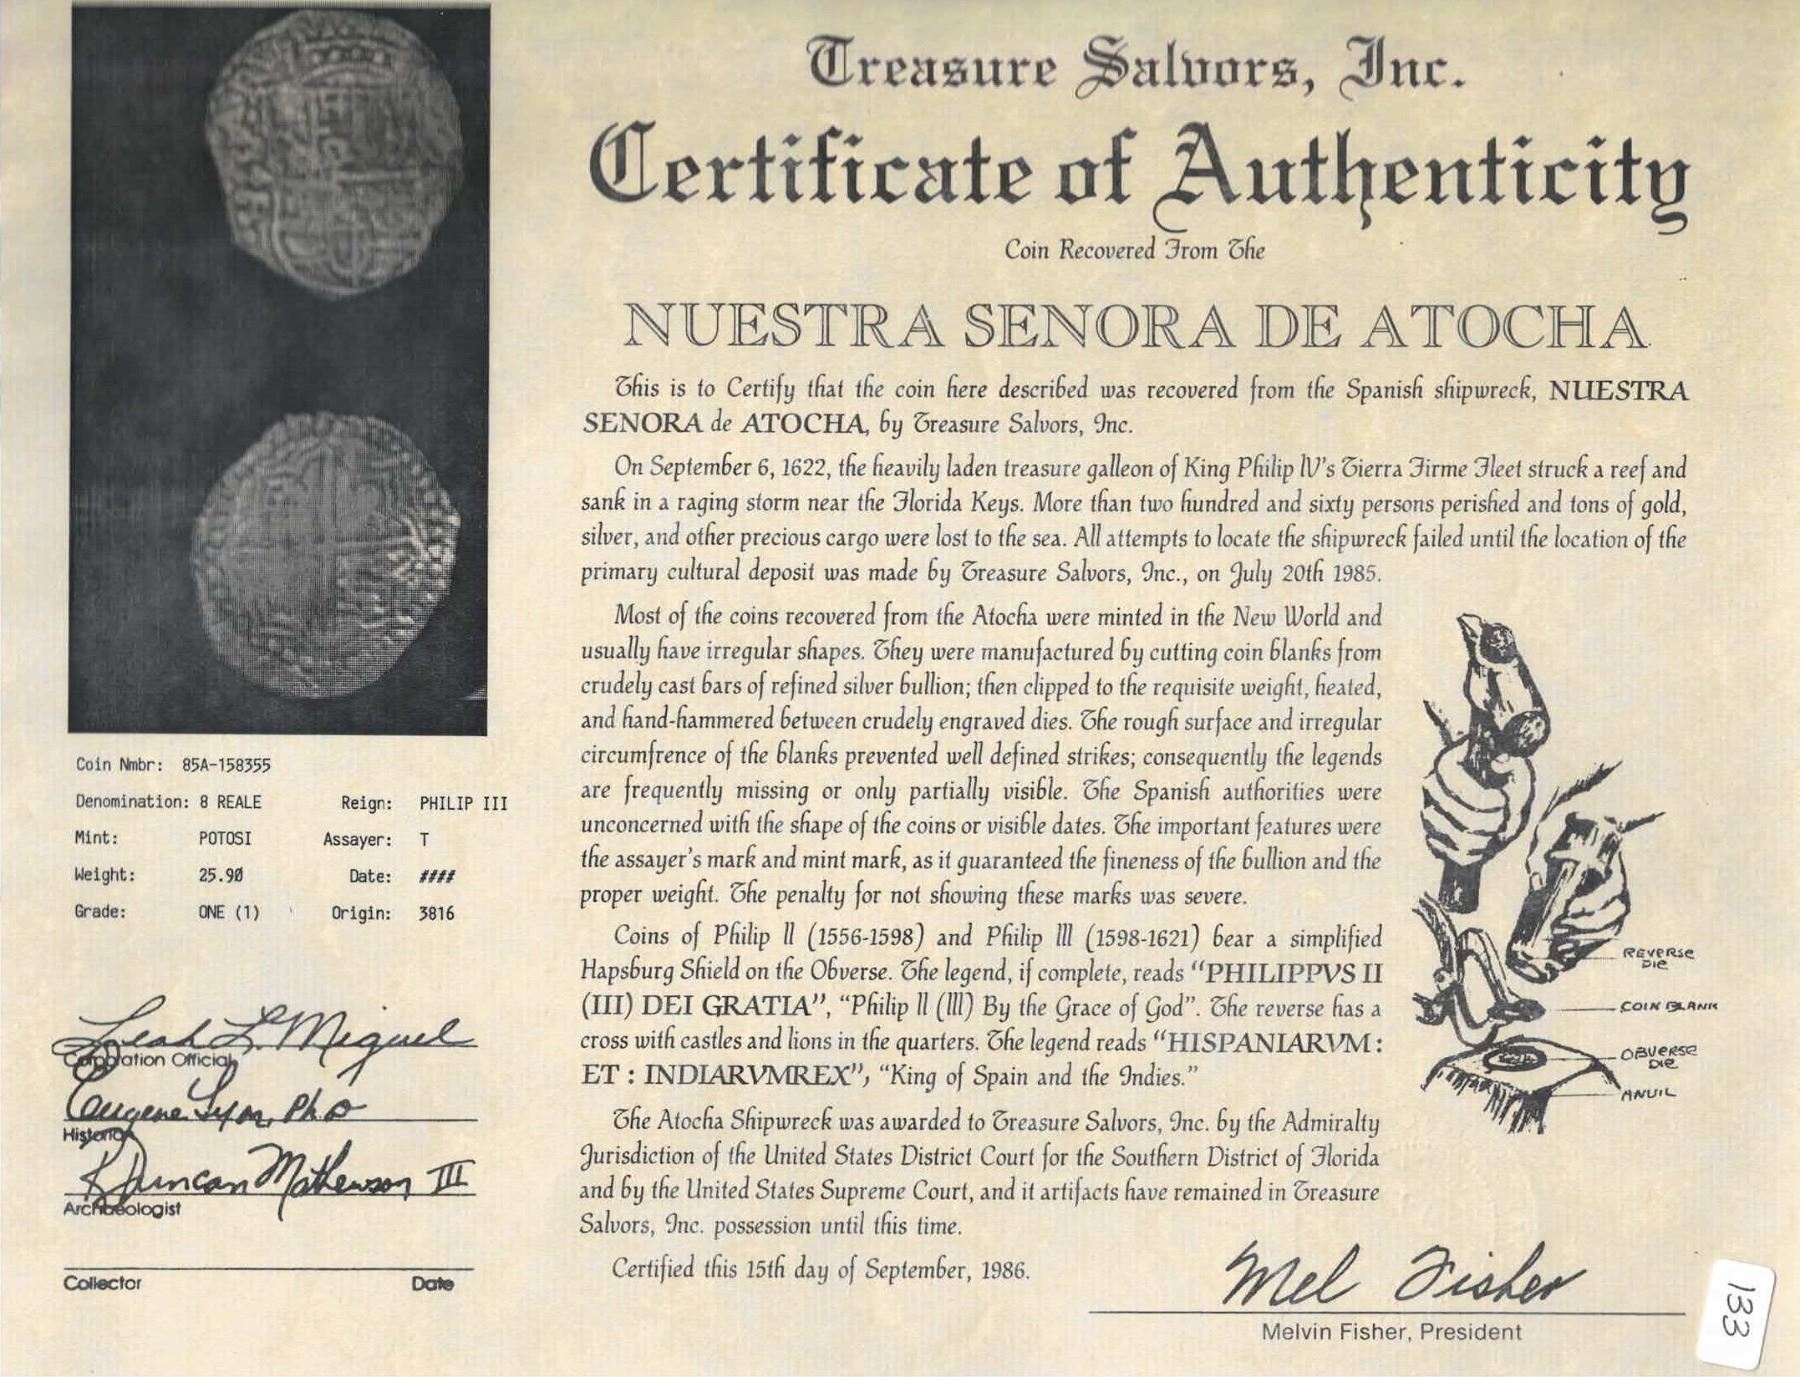 Treasure Salvors, Inc.
Certificate of Authenticity
Coin Recovered From The
NUESTRA SENORA DE ATOCHA
This is to Certify that the coin here described was recovered from the Spanish shipwreck, NUESTRA
SENORA de ATOCHA, by Treasure Salvors, Inc.
On September 6, 1622, the heavily laden treasure galleon of King Philip IV's Tierra Firme Fleet struck a reef and
sank in a raging storm near the Florida Keys. More than two hundred and sixty persons perished and tons of gold,
silver, and other precious cargo were lost to the sea. All attempts to locate the shipwreck failed until the location of the
primary cultural deposit was made by Treasure Salvors, Inc., on July 20th 1985.
Most of the coins recovered from the Atocha were minted in the New World and
usually have irregular shapes. They were manufactured by cutting coin blanks from
crudely cast bars of refined silver bullion; then clipped to the requisite weight, heated,
and hand-hammered between crudely engraved dies. The rough surface and irregular
circumfrence of the blanks prevented well defined strikes; consequently the legends
are frequently missing or only partially visible. The Spanish authorities were
unconcerned with the shape of the coins or visible dates. The important features were
the assayer's mark and mint mark, as it guaranteed the fineness of the bullion and the
proper weight. The penalty for not showing these marks was severe.
Coins of Philip II (1556-1598) and Philip III (1598-1621) bear a simplified
Hapsburg Shield on the Obverse. The legend, if complete, reads "PHILIPPVS II
(III) DEI GRATIA", "Philip II (III) By the Grace of God". The reverse has a
cross with castles and lions in the quarters. The legend reads "HISPANIARVM :
ET : INDIARVMREX", "King of Spain and the Indies."
The Atocha Shipwreck was awarded to Treasure Salvors, Inc. by the Admiralty
Jurisdiction of the United States District Court for the Southern District of Florida
and by the United States Supreme Court, and it artifacts have remained in Treasure
Salvors, Inc. possession until this time.
Certified this 15th day of September, 1986.
Mel Fisher
Melvin Fisher, President
REVERSE
DIE
COIN BLANK
OBVERSE
DIE
ANVIL
Coin Nmbr: 85A-158355
Denomination: 8 REALE Reign: PHILIP III
Mint: POTOSI Assayer: T
Weight: 25.90 Date: ####
Grade: ONE (1) Origin: 3816
Leah L. Miguel
Corporation Official
Eugene Lyon, PhD
Historian
R Duncan Mathewson III
Archaeologist
Collector Date
133